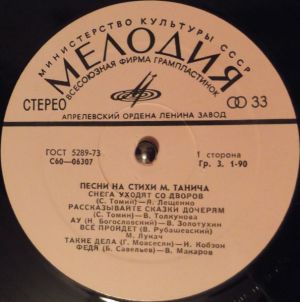 МИНИСТЕРСТВО КУЛЬТУРЫ СССР
МЕЛОДИЯ
ВСЕСОЮЗНАЯ ФИРМА ГРАМПЛАСТИНОК
СТЕРЕО 33
АПРЕЛЕВСКИЙ ОРДЕНА ЛЕНИНА ЗАВОД
ГОСТ 5289-73 1 сторона
С60—06307 Гр. 3. 1-90
ПЕСНИ НА СТИХИ М. ТАНИЧА
СНЕГА УХОДЯТ СО ДВОРОВ
(С. Томин)—Л. Лещенко
РАССКАЗЫВАЙТЕ СКАЗКИ ДОЧЕРЯМ
(С. Томин)—В. Толкунова
АУ (Н. Богословский)—В. Золотухин
ВСЕ ПРОЙДЕТ (В. Рубашевский)—
М. Лукач
ТАКИЕ ДЕЛА (Г. Мовсесян)—И. Кобзон
ФЕДЯ (Б. Савельев)—В. Макаров